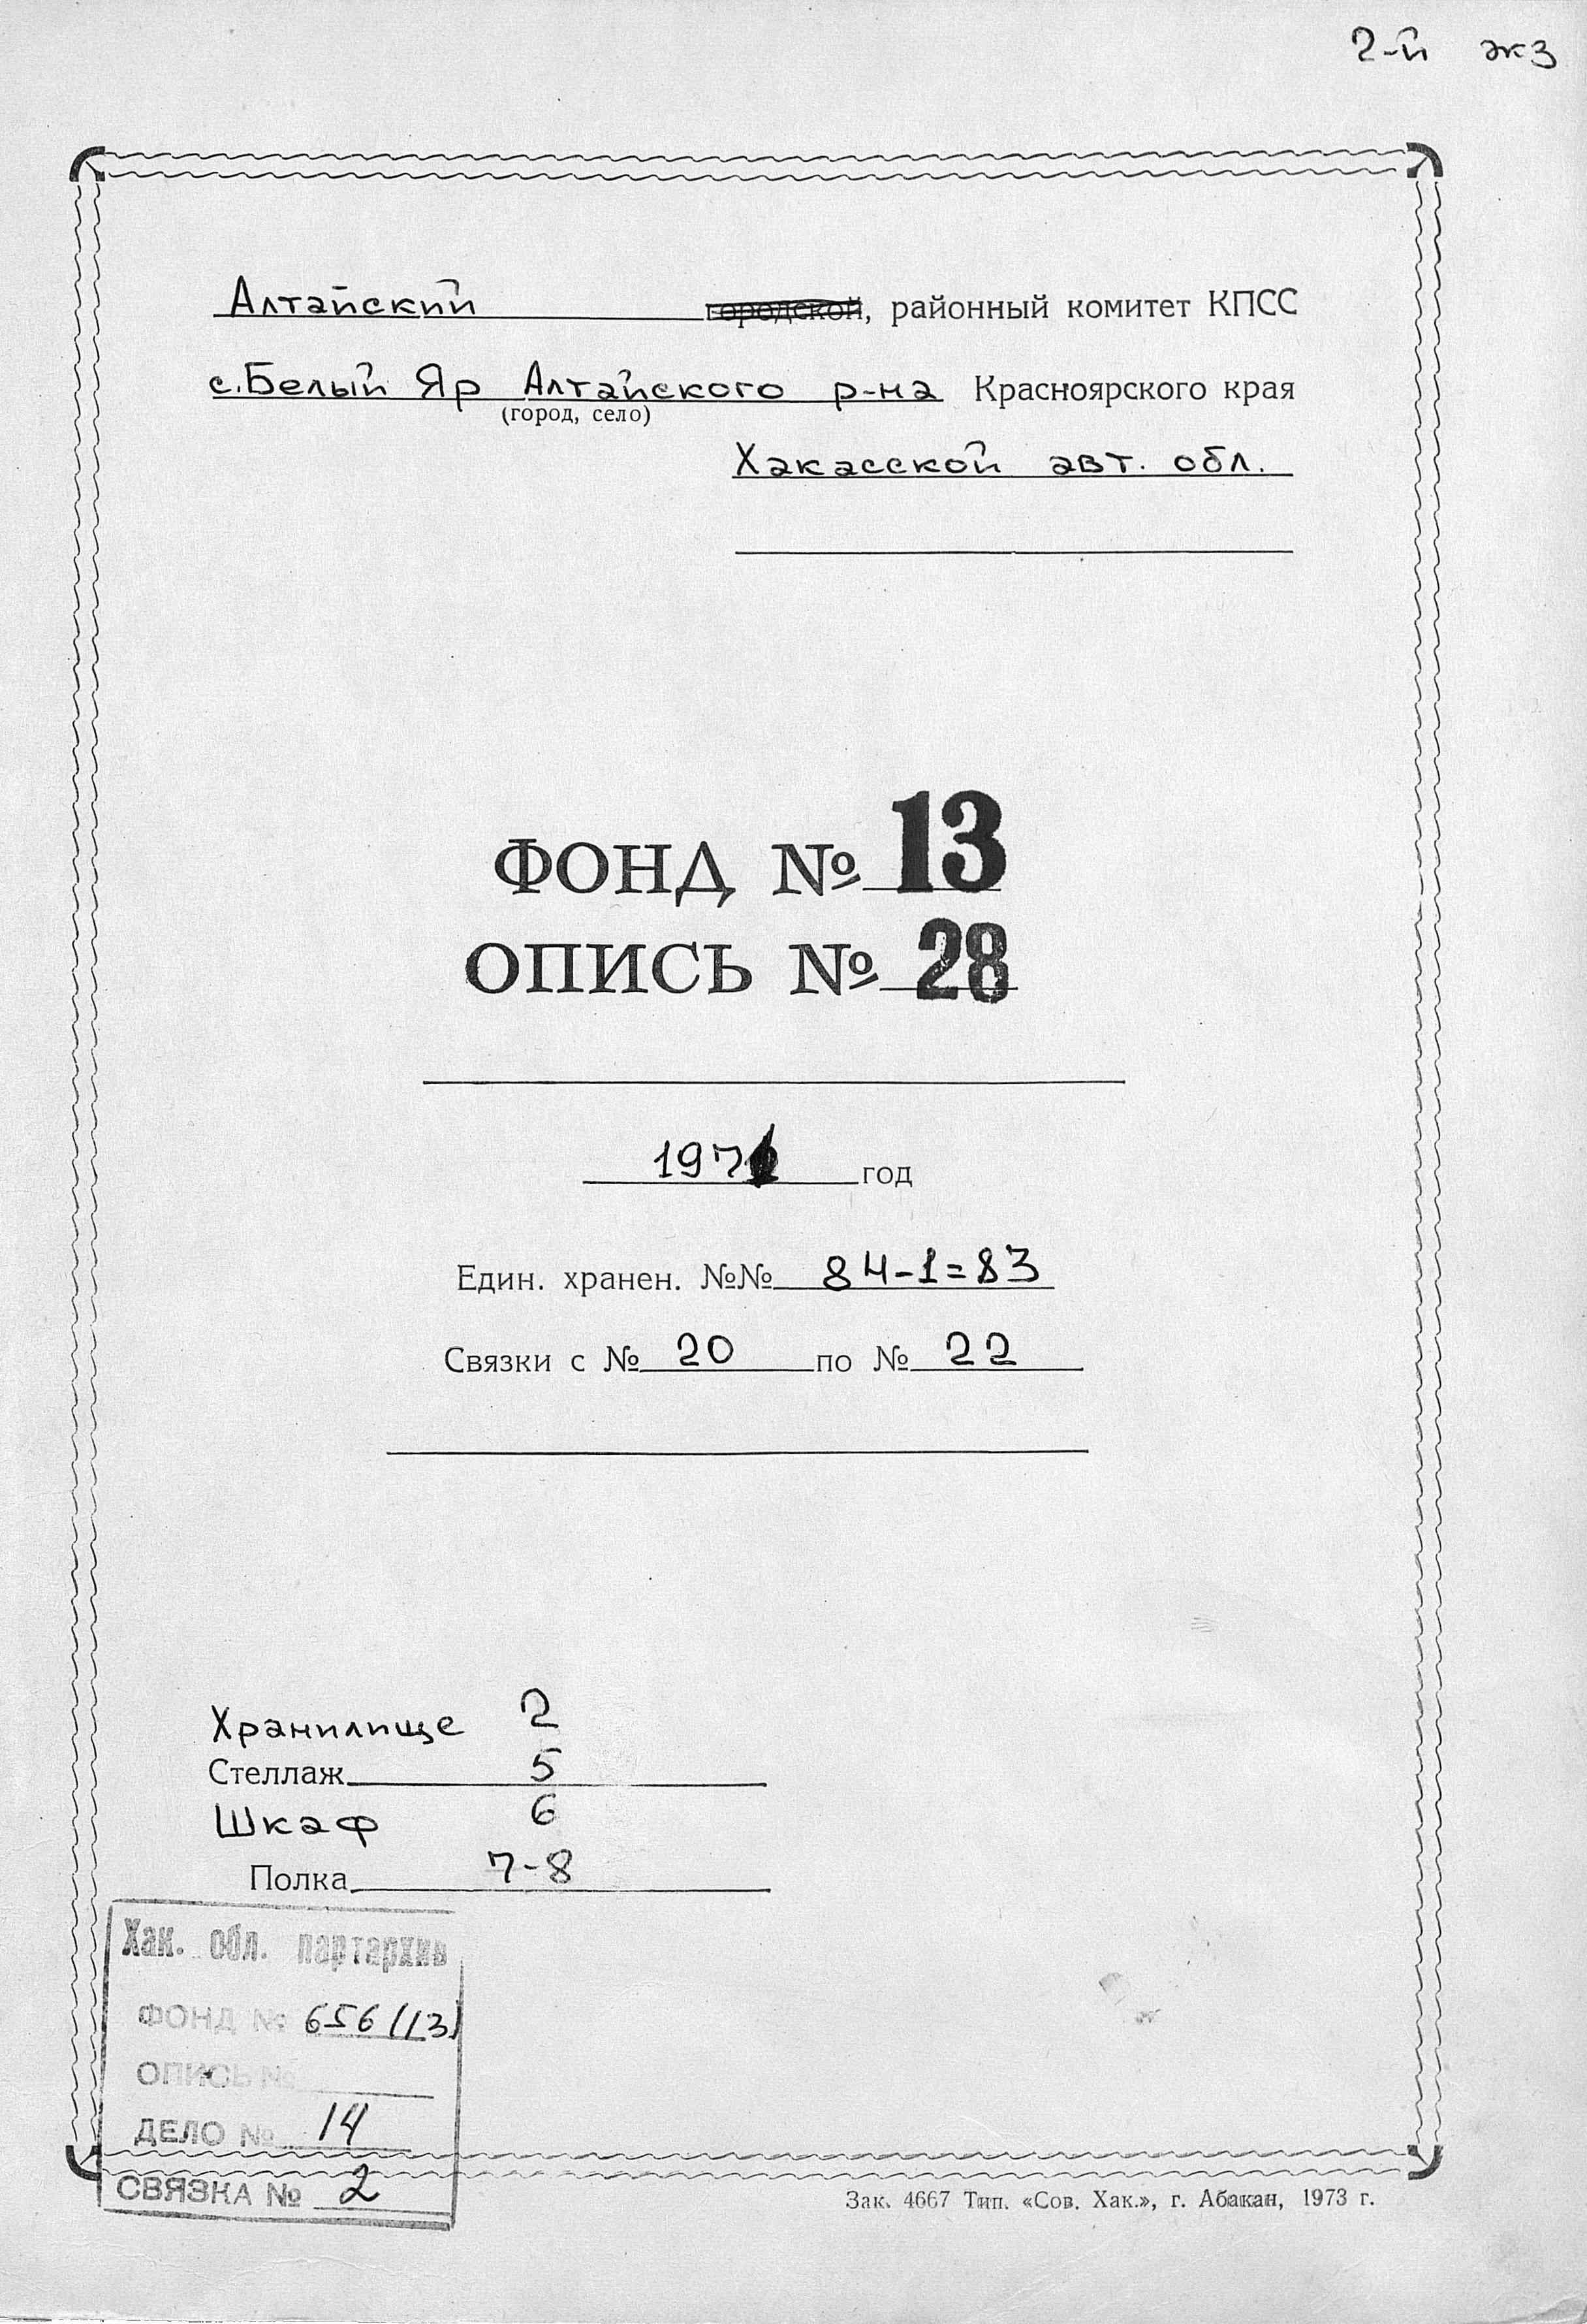 2-й экз
Алтайский городской, районный комитет КПСС
с.Белый Яр Алтайского р-на Красноярского края
(город, село)
Хакасской авт. обл.
ФОНД № 13
ОПИСЬ № 28
1971 год
Един. хранен. №№ 84-1=83
Связки с № 20 по № 22
Хранилище 2
Стеллаж 5
Шкаф 6
Полка 7-8
Хак. обл. партархив
ФОНД № 656/13/
ОПИСЬ №
ДЕЛО № 14
СВЯЗКА № 2
Зак. 4667 Тип. «Сов. Хак.», г. Абакан, 1973 г.